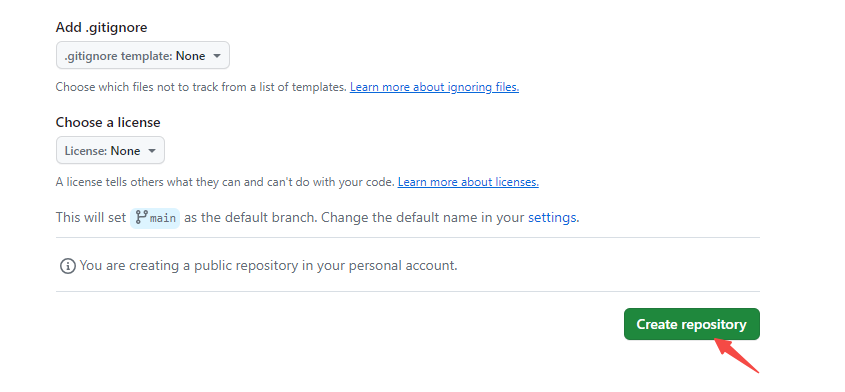 Add .gitignore
.gitignore template: None
Choose which files not to track from a list of templates. Learn more about ignoring files.
Choose a license
License: None
A license tells others what they can and can't do with your code. Learn more about licenses.
This will set main as the default branch. Change the default name in your settings.
You are creating a public repository in your personal account.
Create repository